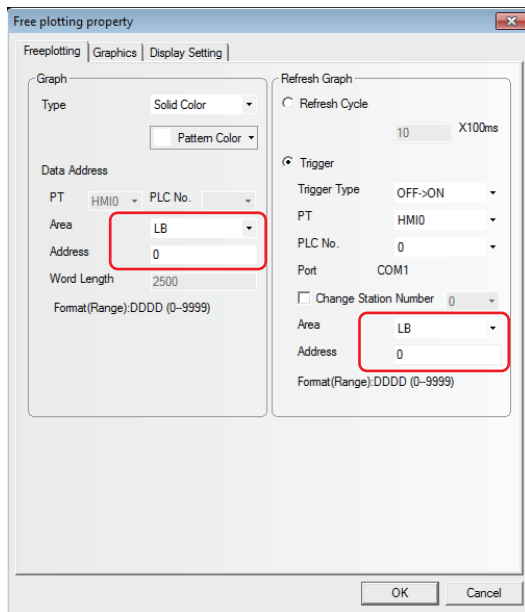 Free plotting property
Freeplotting Graphics Display Setting
Graph
Type Solid Color
Pattern Color
Data Address
PT HMI0 PLC No.
Area LB
Address 0
Word Length 2500
Format(Range):DDDD (0--9999)
Refresh Graph
Refresh Cycle
10 X100ms
Trigger
Trigger Type OFF->ON
PT HMI0
PLC No. 0
Port COM1
Change Station Number 0
Area LB
Address 0
Format(Range):DDDD (0--9999)
OK Cancel